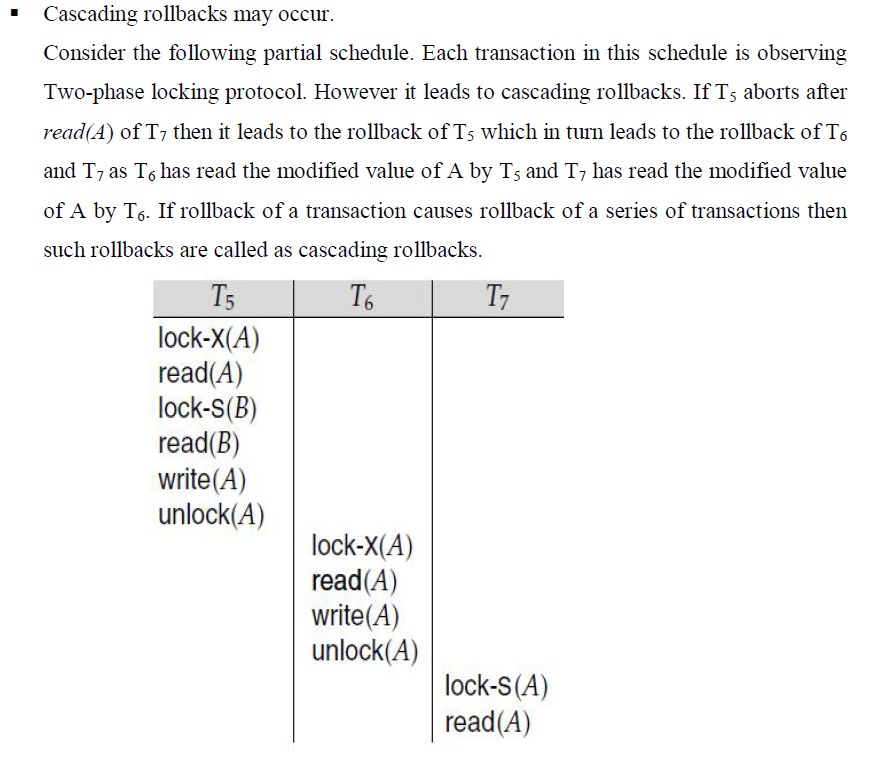 ▪ Cascading rollbacks may occur.
Consider the following partial schedule. Each transaction in this schedule is observing
Two-phase locking protocol. However it leads to cascading rollbacks. If T5 aborts after
read(A) of T7 then it leads to the rollback of T5 which in turn leads to the rollback of T6
and T7 as T6 has read the modified value of A by T5 and T7 has read the modified value
of A by T6. If rollback of a transaction causes rollback of a series of transactions then
such rollbacks are called as cascading rollbacks.
T5 T6 T7
lock-X(A)
read(A)
lock-S(B)
read(B)
write(A)
unlock(A)
lock-X(A)
read(A)
write(A)
unlock(A)
lock-S(A)
read(A)